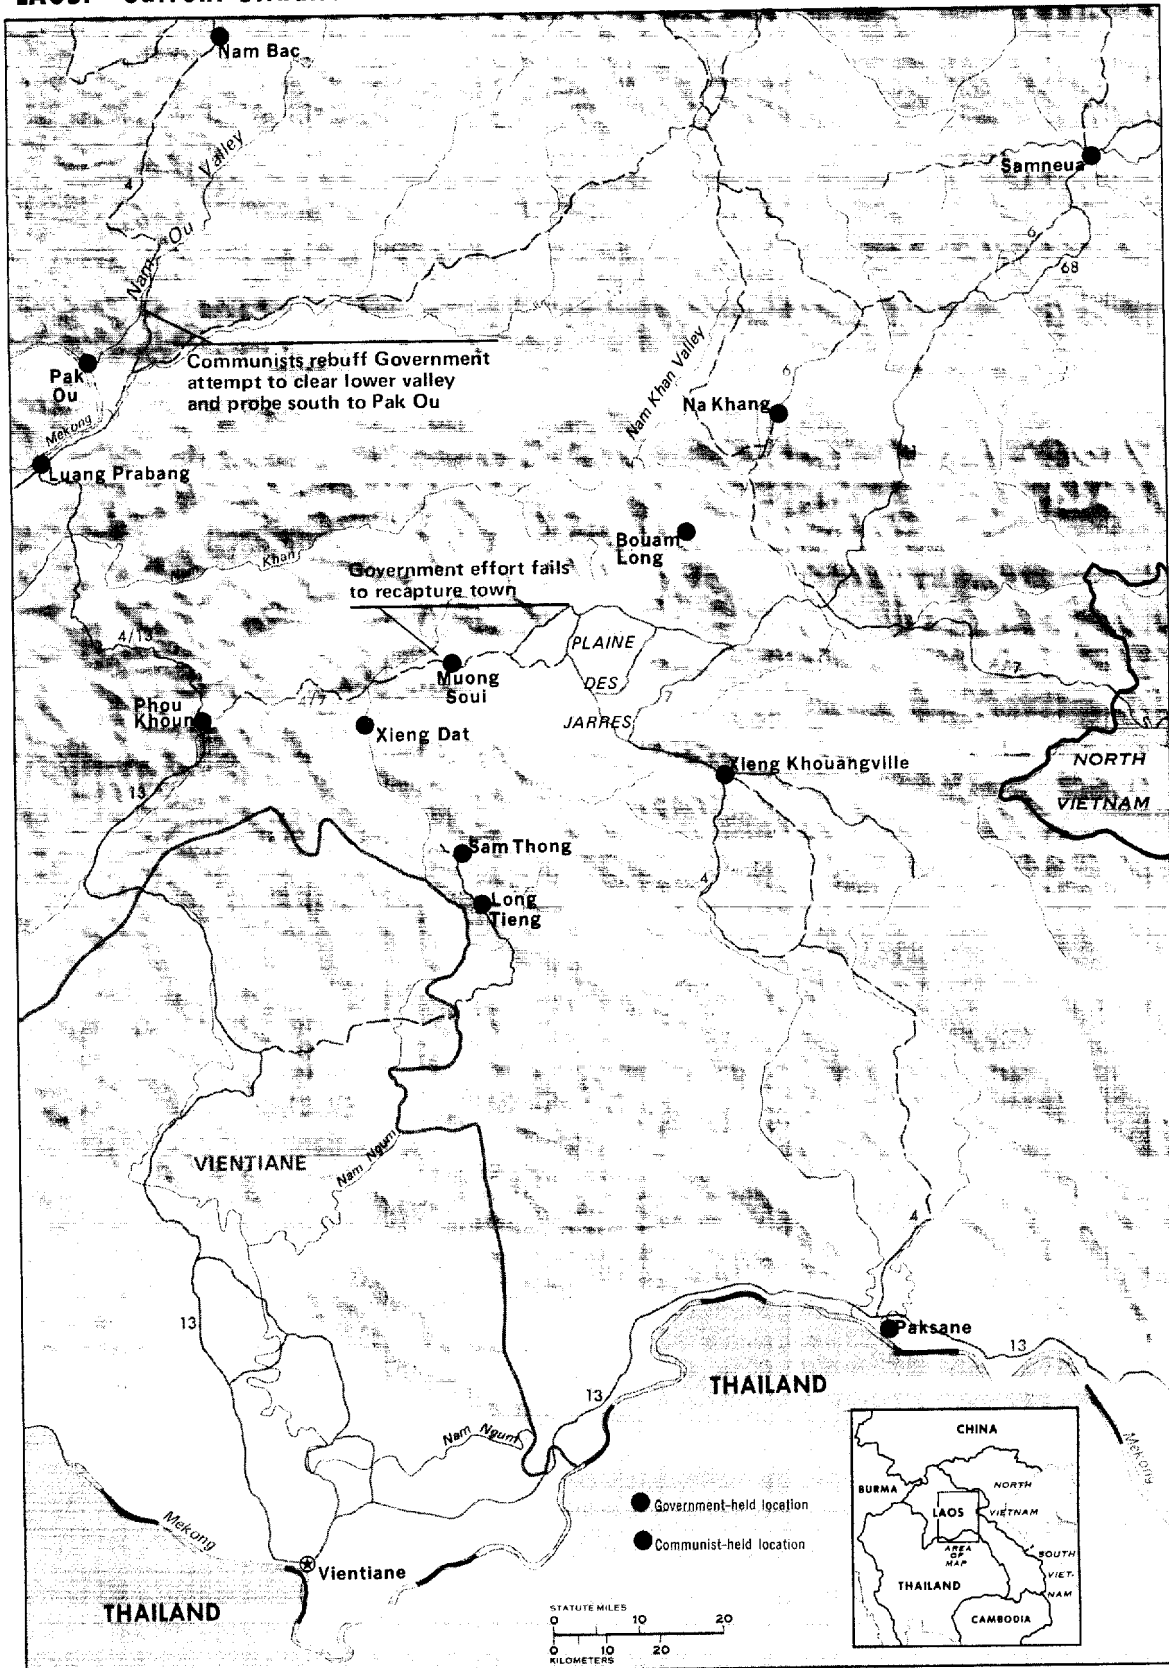 LAOS:
Nam Bac
Valley
Nam Ou
Samneua
6
68
Communists rebuff Government
attempt to clear lower valley
and probe south to Pak Ou
Pak
Ou
Mekong
Luang Prabang
Nam Khan Valley
6
Na Khang
Khan
Bouam
Long
Government effort fails
to recapture town
4/13
4/7
Muong
Soui
PLAINE
DES
JARRES
7
7
Phou
Khoun
Xieng Dat
13
Xieng Khouangville
NORTH
VIETNAM
Sam Thong
Long
Tieng
4
VIENTIANE
Nam Ngum
4
13
Paksane
13
THAILAND
13
Nam Ngum
Mekong
Mekong
Vientiane
THAILAND
Government-held location
Communist-held location
STATUTE MILES
0 10 20
0 10 20
KILOMETERS
CHINA
BURMA
NORTH
VIETNAM
LAOS
AREA
OF
MAP
SOUTH
VIET-
NAM
THAILAND
CAMBODIA